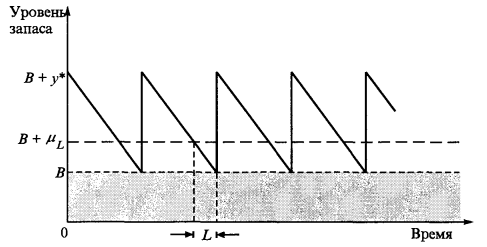 Уровень
запаса
B + y*
B + μL
B
0
L
Время